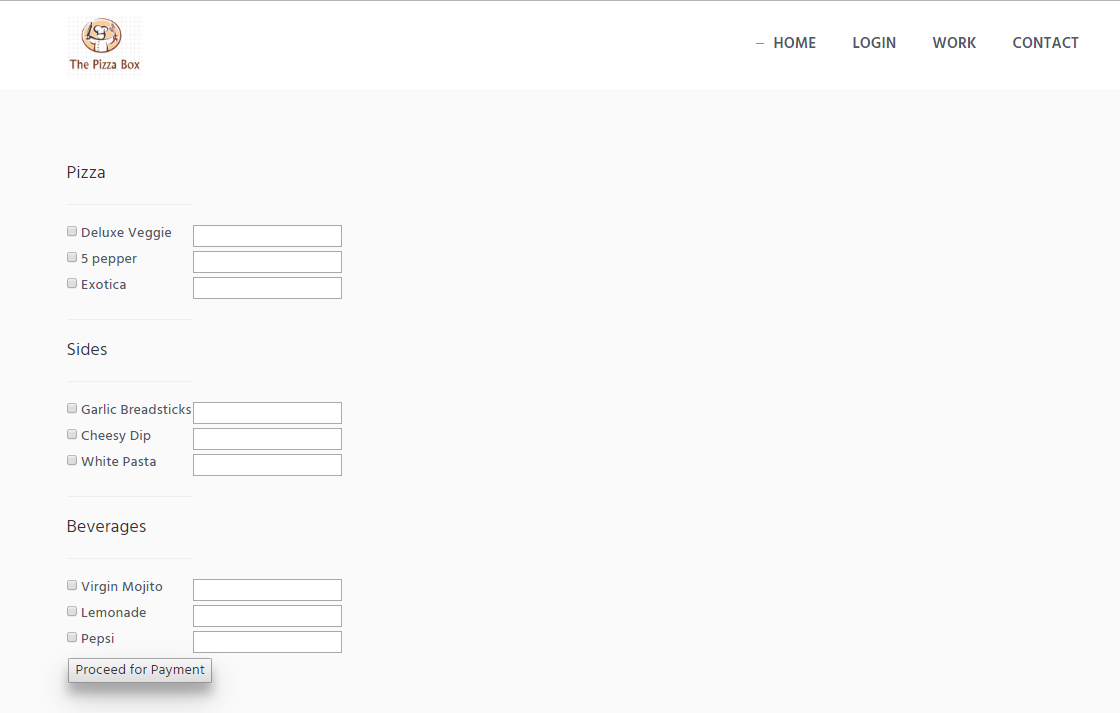 The Pizza Box
– HOME LOGIN WORK CONTACT
Pizza
Deluxe Veggie
5 pepper
Exotica
Sides
Garlic Breadsticks
Cheesy Dip
White Pasta
Beverages
Virgin Mojito
Lemonade
Pepsi
Proceed for Payment